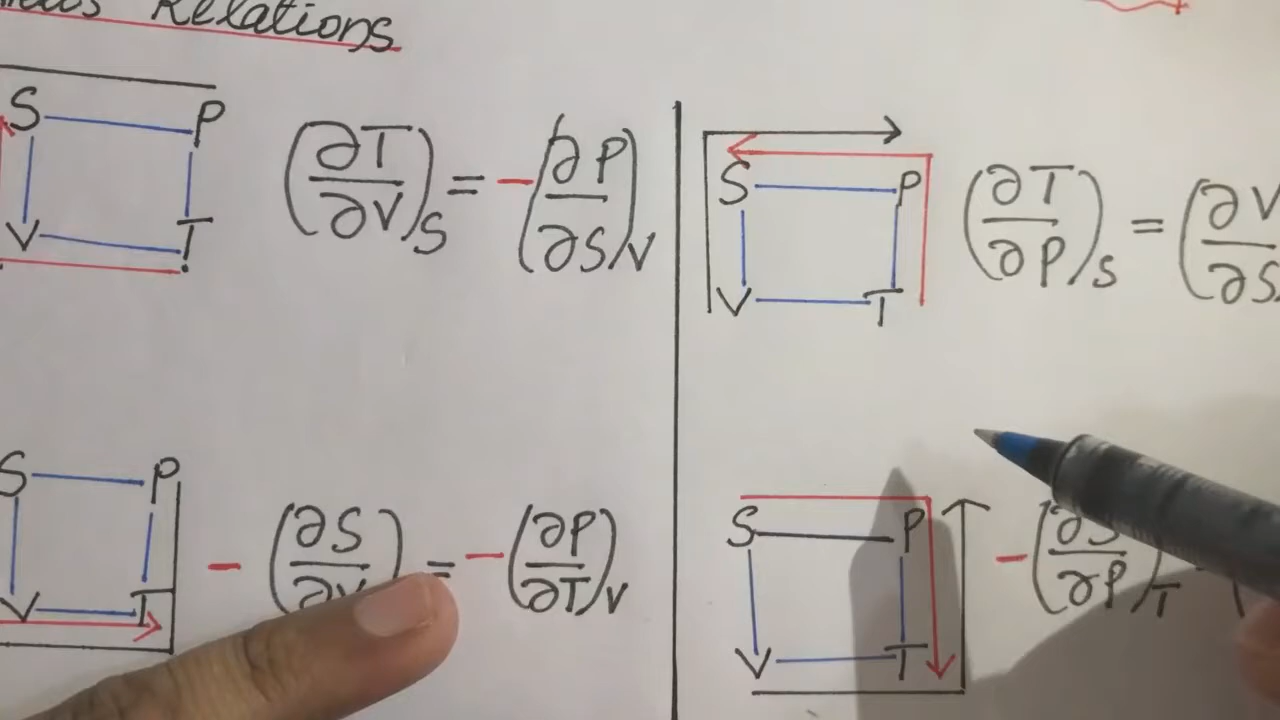 Relations
S P
V T
(∂T/∂V)S = -(∂P/∂S)V
S P
V T
(∂T/∂P)S = (∂V/∂S
S P
V T
- (∂S/∂V) = -(∂P/∂T)V
S P
V T
- (∂S/∂P)T